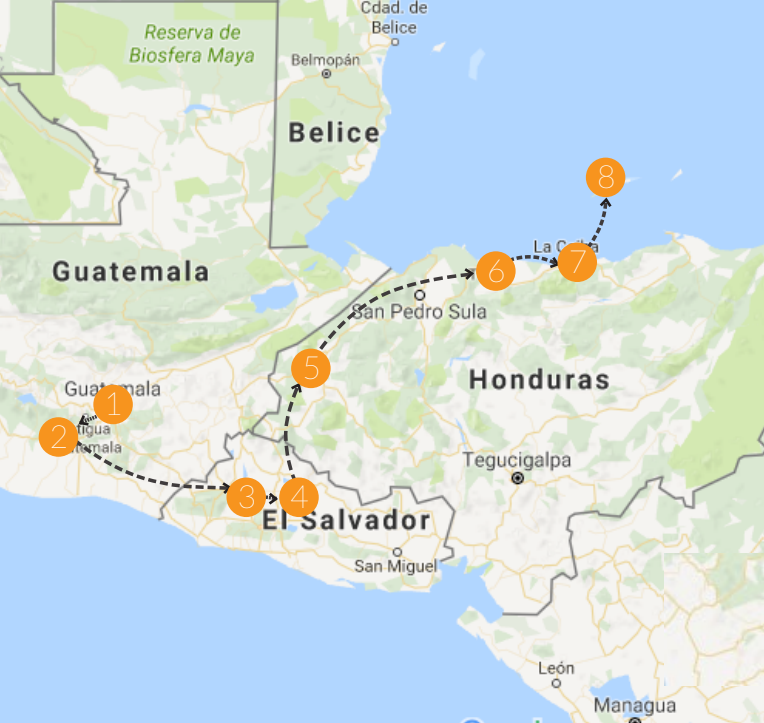 Cdad. de
Belice
Reserva de
Biosfera Maya
Belmopán
Belice
8
La
7
6
Guatemala
San Pedro Sula
5
Honduras
Guatemala
1
2
Tegucigalpa
3
4
El Salvador
San Miguel
León
Managua